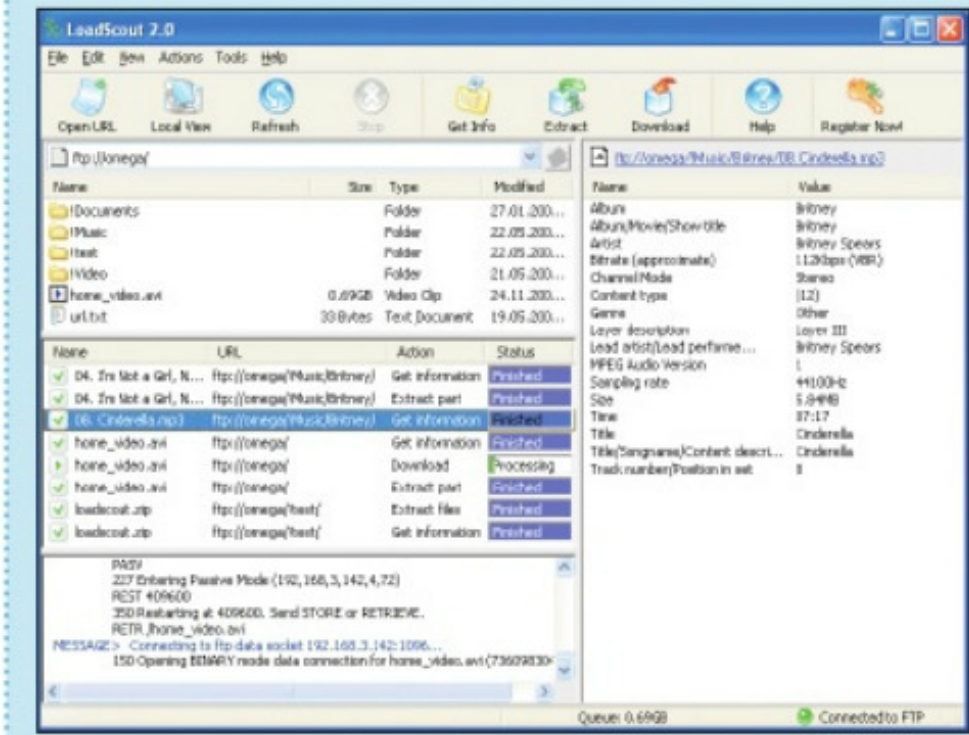 LoadScout 2.0
File Edit View Actions Tools Help
Open URL Local View Refresh Stop Get Info Extract Download Help Register Now!
ftp://omega/
Name Size Type Modified
!Documents Folder 27.01.200...
!Music Folder 22.05.200...
!test Folder 22.05.200...
!Video Folder 21.05.200...
home_video.avi 0.69GB Video Clip 24.11.200...
url.txt 33 Bytes Text Document 19.05.200...
Name URL Action Status
04. I'm Not a Girl, N... ftp://omega/!Music/Britney/ Get information Finished
04. I'm Not a Girl, N... ftp://omega/!Music/Britney/ Extract part Finished
08. Cinderella.mp3 ftp://omega/!Music/Britney/ Get information Finished
home_video.avi ftp://omega/ Get information Finished
home_video.avi ftp://omega/ Download Processing
home_video.avi ftp://omega/ Extract part Finished
loadscout.zip ftp://omega/!test/ Extract files Finished
loadscout.zip ftp://omega/!test/ Get information Finished
PASV
227 Entering Passive Mode (192,168,3,142,4,72)
REST 409600
350 Restarting at 409600. Send STORE or RETRIEVE.
RETR /home_video.avi
MESSAGE> Connecting to ftp data socket 192.168.3.142:1096...
150 Opening BINARY mode data connection for home_video.avi
ftp://omega/!Music/Britney/08. Cinderella.mp3
Name Value
Album Britney
Album/Movie/Show title Britney
Artist Britney Spears
Bitrate (approximate) 112kbps (VBR)
Channel Mode Stereo
Content type (12)
Genre Other
Layer description Layer III
Lead artist/Lead performe... Britney Spears
MPEG Audio Version 1
Sampling rate 44100Hz
Size 5.84MB
Time 07:17
Title Cinderella
Title/Songname/Content descri... Cinderella
Track number/Position in set 8
Queue: 0.69GB Connected to FTP